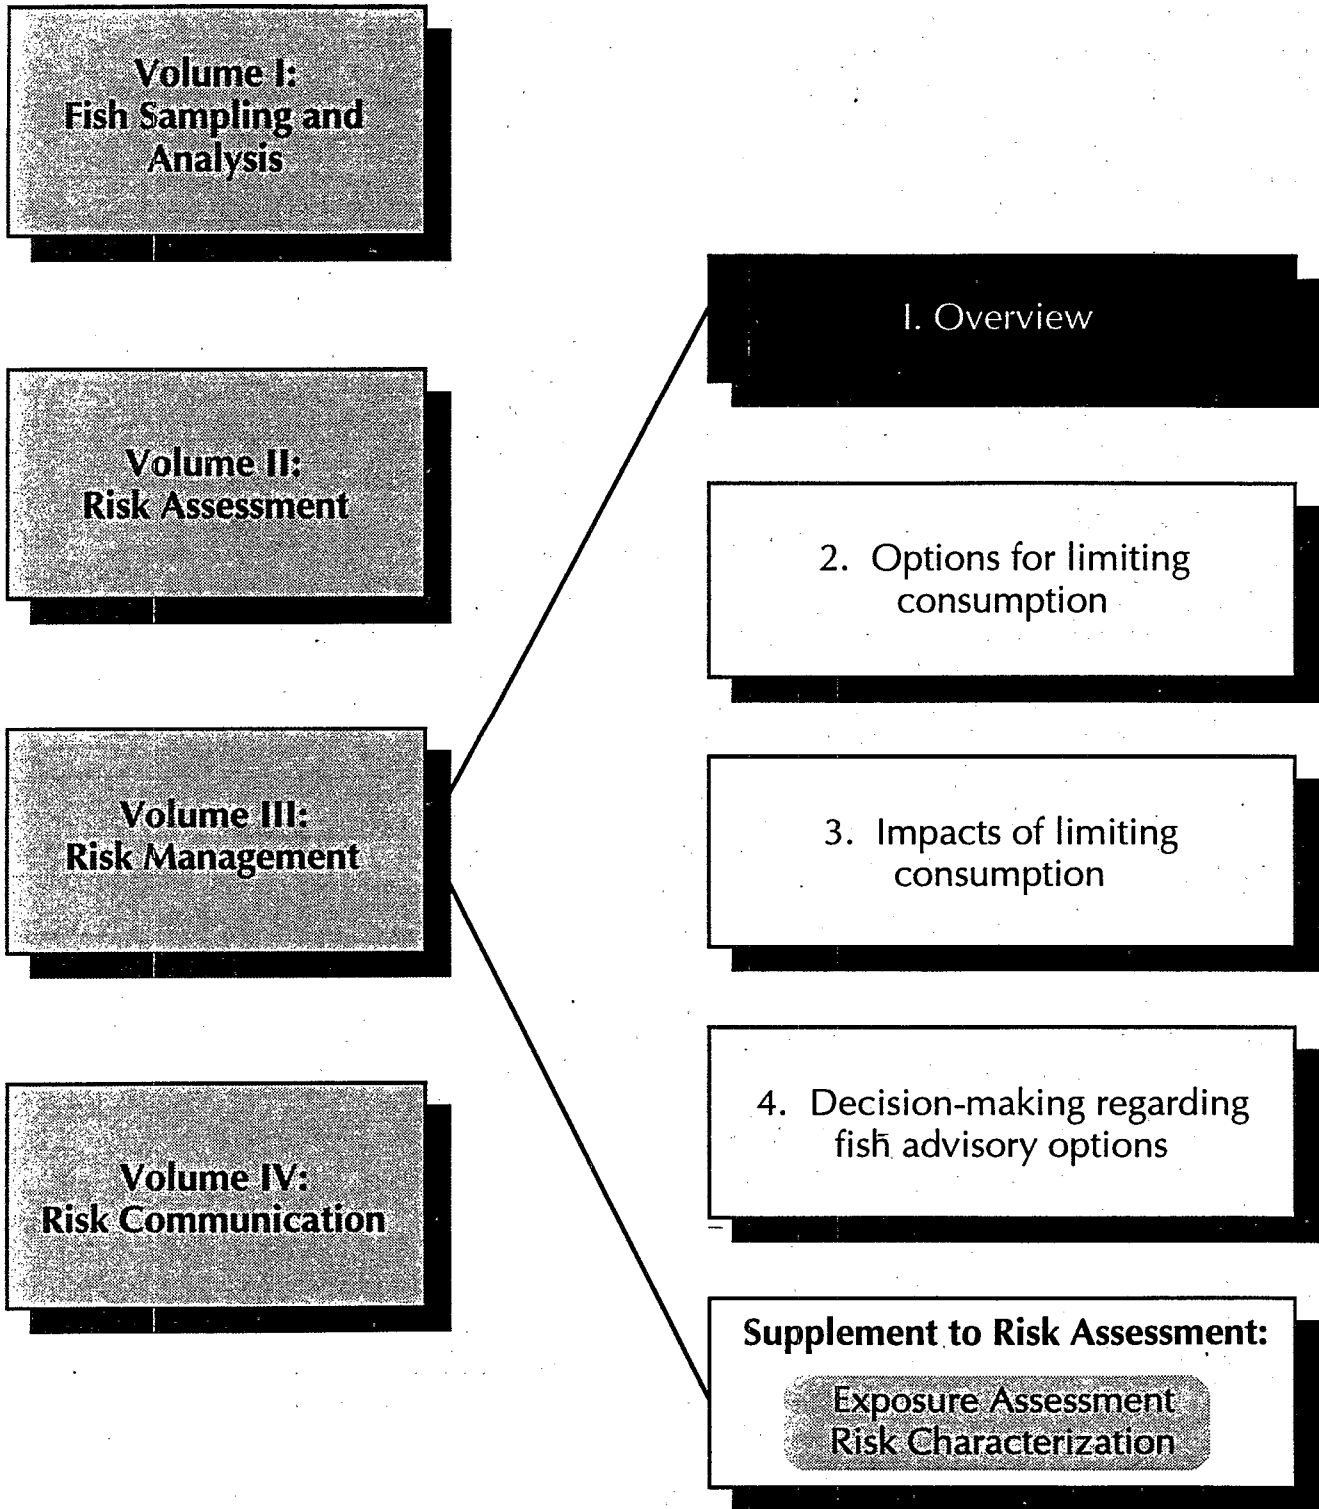 Volume I:
Fish Sampling and
Analysis
Volume II:
Risk Assessment
Volume III:
Risk Management
Volume IV:
Risk Communication
I. Overview
2. Options for limiting
consumption
3. Impacts of limiting
consumption
4. Decision-making regarding
fish advisory options
Supplement to Risk Assessment:
Exposure Assessment
Risk Characterization